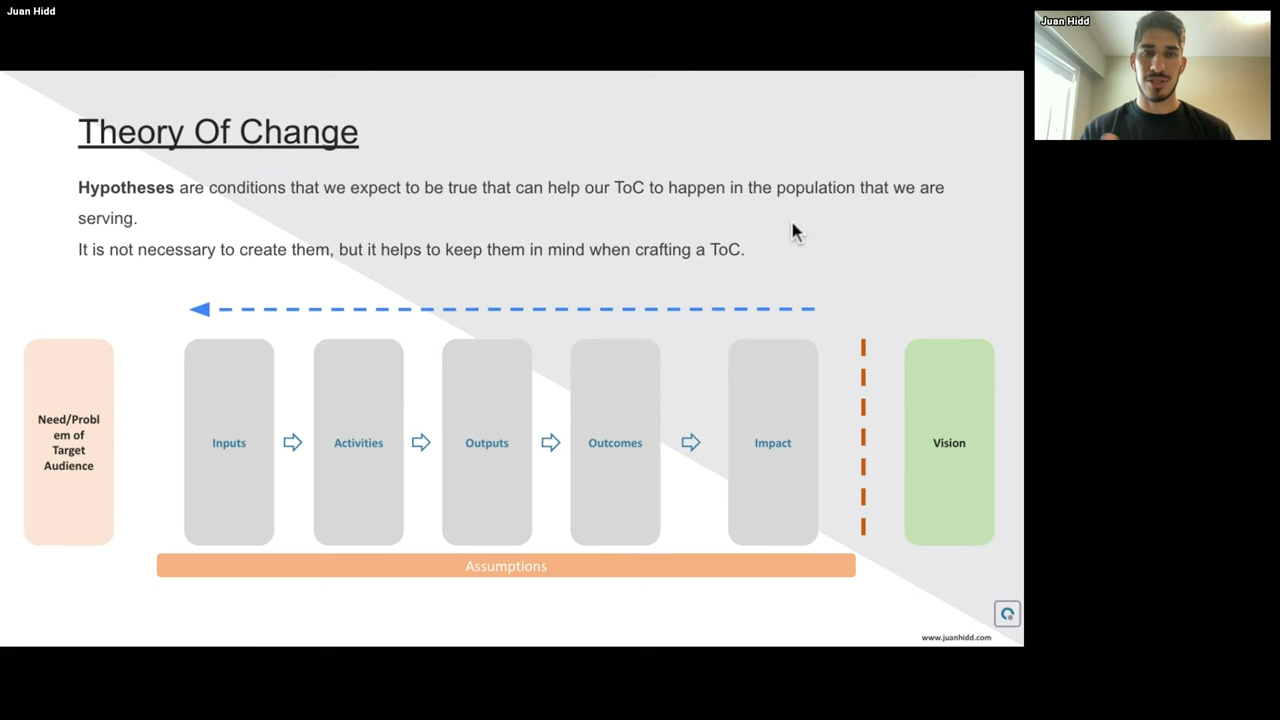 Juan Hidd
Juan Hidd
Theory Of Change
Hypotheses are conditions that we expect to be true that can help our ToC to happen in the population that we are
serving.
It is not necessary to create them, but it helps to keep them in mind when crafting a ToC.
Need/Probl
em of
Target
Audience
Inputs
Activities
Outputs
Outcomes
Impact
Vision
Assumptions
www.juanhidd.com